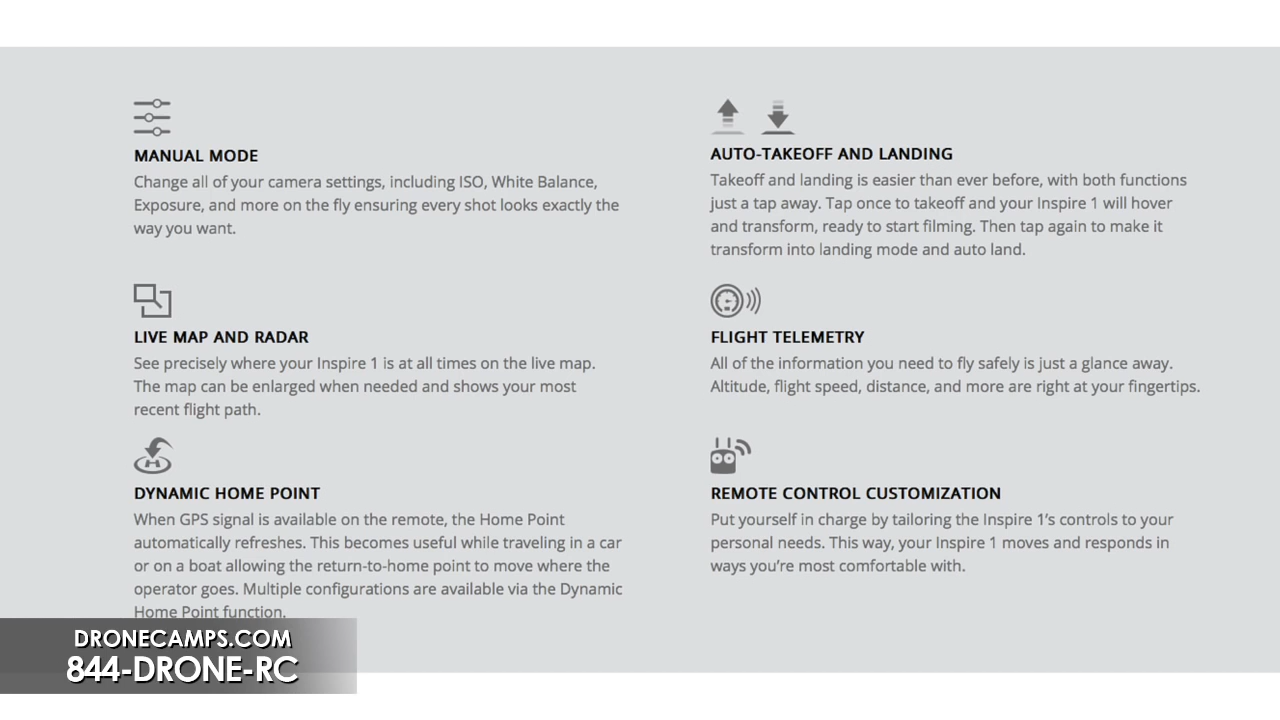 MANUAL MODE
Change all of your camera settings, including ISO, White Balance,
Exposure, and more on the fly ensuring every shot looks exactly the
way you want.
AUTO-TAKEOFF AND LANDING
Takeoff and landing is easier than ever before, with both functions
just a tap away. Tap once to takeoff and your Inspire 1 will hover
and transform, ready to start filming. Then tap again to make it
transform into landing mode and auto land.
LIVE MAP AND RADAR
See precisely where your Inspire 1 is at all times on the live map.
The map can be enlarged when needed and shows your most
recent flight path.
FLIGHT TELEMETRY
All of the information you need to fly safely is just a glance away.
Altitude, flight speed, distance, and more are right at your fingertips.
DYNAMIC HOME POINT
When GPS signal is available on the remote, the Home Point
automatically refreshes. This becomes useful while traveling in a car
or on a boat allowing the return-to-home point to move where the
operator goes. Multiple configurations are available via the Dynamic
Home Point function.
REMOTE CONTROL CUSTOMIZATION
Put yourself in charge by tailoring the Inspire 1’s controls to your
personal needs. This way, your Inspire 1 moves and responds in
ways you’re most comfortable with.
DRONECAMPS.COM
844-DRONE-RC